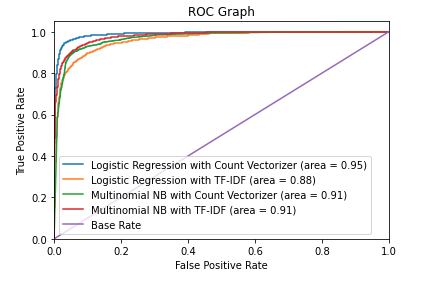 ROC Graph
1.0
0.8
0.6
0.4
0.2
0.0
True Positive Rate
Logistic Regression with Count Vectorizer (area = 0.95)
Logistic Regression with TF-IDF (area = 0.88)
Multinomial NB with Count Vectorizer (area = 0.91)
Multinomial NB with TF-IDF (area = 0.91)
Base Rate
0.0 0.2 0.4 0.6 0.8 1.0
False Positive Rate